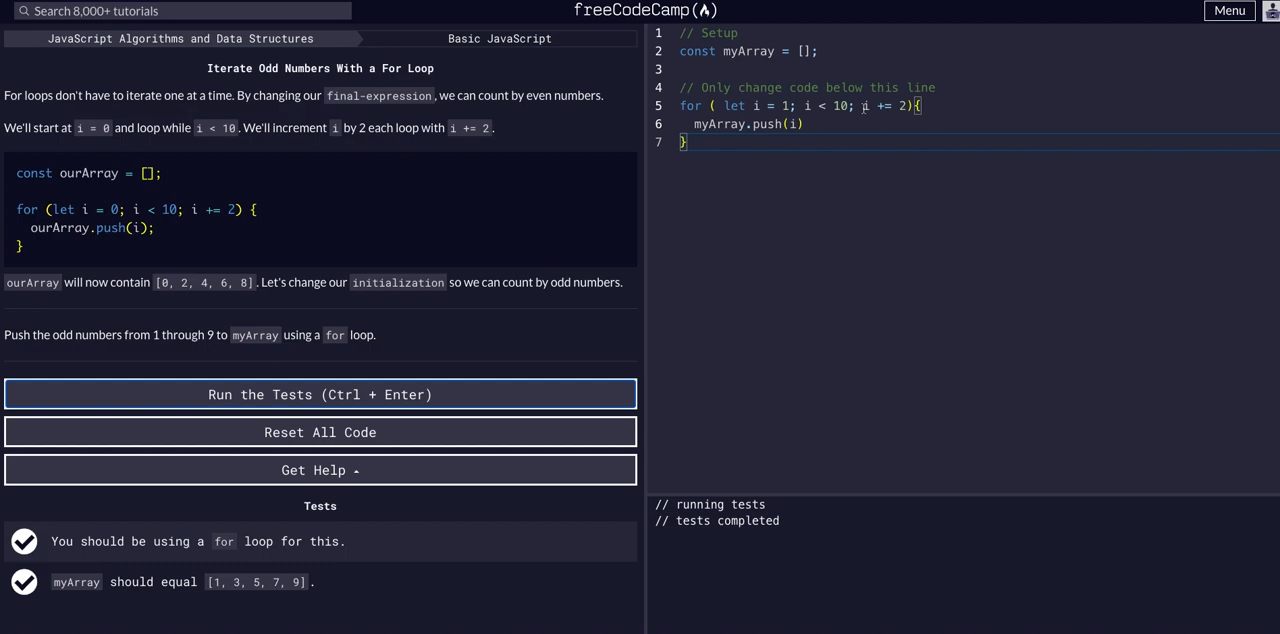 Search 8,000+ tutorials
freeCodeCamp
Menu
JavaScript Algorithms and Data Structures
Basic JavaScript
Iterate Odd Numbers With a For Loop
For loops don't have to iterate one at a time. By changing our final-expression, we can count by even numbers.
We'll start at i = 0 and loop while i < 10. We'll increment i by 2 each loop with i += 2.
const ourArray = [];
for (let i = 0; i < 10; i += 2) {
ourArray.push(i);
}
ourArray will now contain [0, 2, 4, 6, 8]. Let's change our initialization so we can count by odd numbers.
Push the odd numbers from 1 through 9 to myArray using a for loop.
Run the Tests (Ctrl + Enter)
Reset All Code
Get Help
Tests
You should be using a for loop for this.
myArray should equal [1, 3, 5, 7, 9].
1 // Setup
2 const myArray = [];
3
4 // Only change code below this line
5 for ( let i = 1; i < 10; i += 2){
6 myArray.push(i)
7 }
// running tests
// tests completed